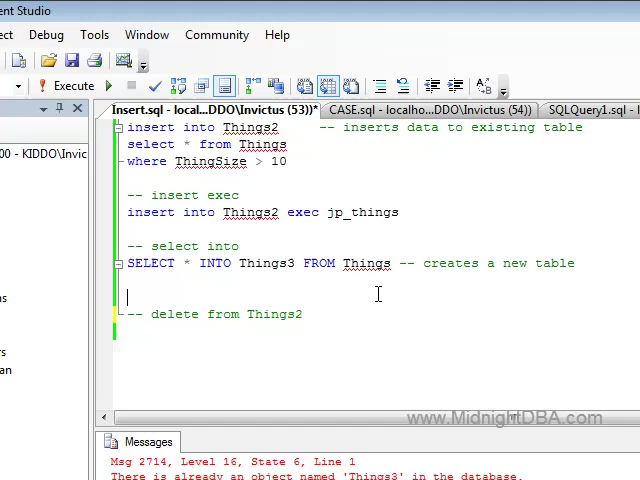 ent Studio
ect Debug Tools Window Community Help
Execute
Insert.sql - local...DDO\Invictus (53))* CASE.sql - localho...DDO\Invictus (54)) SQLQuery1.sql - l
insert into Things2 -- inserts data to existing table
00 - KIDDO\Invic
select * from Things
where ThingSize > 10
-- insert exec
insert into Things2 exec jp_things
-- select into
SELECT * INTO Things3 FROM Things -- creates a new table
s
-- delete from Things2
rs
an
www.MidnightDBA.com
Messages
Msg 2714, Level 16, State 6, Line 1
There is already an object named 'Things3' in the database.